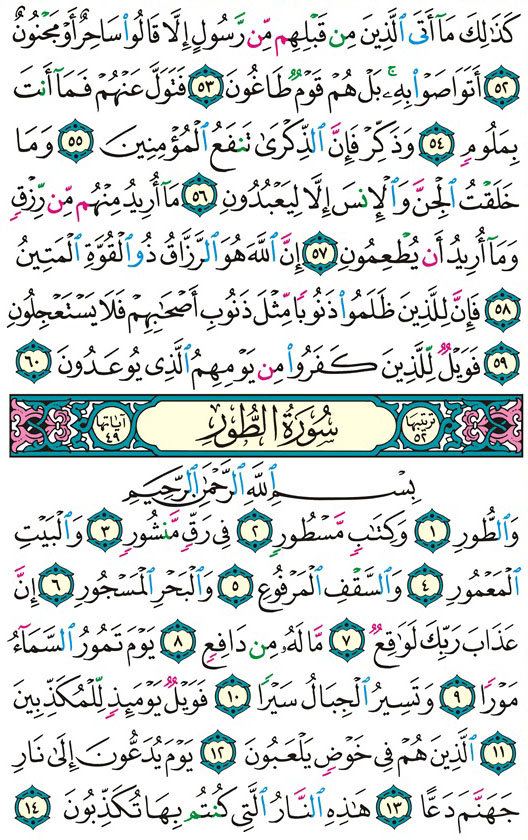 كَذَٰلِكَ مَآ أَتَى ٱلَّذِينَ مِن قَبْلِهِم مِّن رَّسُولٍ إِلَّا قَالُوا۟ سَاحِرٌ أَوْ مَجْنُونٌ
٥٢ أَتَوَاصَوْا۟ بِهِۦ ۚ بَلْ هُمْ قَوْمٌ طَاغُونَ ٥٣ فَتَوَلَّ عَنْهُمْ فَمَآ أَنتَ
بِمَلُومٍ ٥٤ وَذَكِّرْ فَإِنَّ ٱلذِّكْرَىٰ تَنفَعُ ٱلْمُؤْمِنِينَ ٥٥ وَمَا
خَلَقْتُ ٱلْجِنَّ وَٱلْإِنسَ إِلَّا لِيَعْبُدُونِ ٥٦ مَآ أُرِيدُ مِنْهُم مِّن رِّزْقٍ
وَمَآ أُرِيدُ أَن يُطْعِمُونِ ٥٧ إِنَّ ٱللَّهَ هُوَ ٱلرَّزَّاقُ ذُو ٱلْقُوَّةِ ٱلْمَتِينُ
٥٨ فَإِنَّ لِلَّذِينَ ظَلَمُوا۟ ذَنُوبًا مِّثْلَ ذَنُوبِ أَصْحَـٰبِهِمْ فَلَا يَسْتَعْجِلُونِ
٥٩ فَوَيْلٌ لِّلَّذِينَ كَفَرُوا۟ مِن يَوْمِهِمُ ٱلَّذِى يُوعَدُونَ ٦٠
ترتيبها ٥٢ سُورَةُ الطُّورِ آياتها ٤٩
بِسْمِ ٱللَّهِ ٱلرَّحْمَـٰنِ ٱلرَّحِيمِ
وَٱلطُّورِ ١ وَكِتَـٰبٍ مَّسْطُورٍ ٢ فِى رَقٍّ مَّنشُورٍ ٣ وَٱلْبَيْتِ
ٱلْمَعْمُورِ ٤ وَٱلسَّقْفِ ٱلْمَرْفُوعِ ٥ وَٱلْبَحْرِ ٱلْمَسْجُورِ ٦ إِنَّ
عَذَابَ رَبِّكَ لَوَٰقِعٌ ٧ مَّا لَهُۥ مِن دَافِعٍ ٨ يَوْمَ تَمُورُ ٱلسَّمَآءُ
مَوْرًا ٩ وَتَسِيرُ ٱلْجِبَالُ سَيْرًا ١٠ فَوَيْلٌ يَوْمَئِذٍ لِّلْمُكَذِّبِينَ
١١ ٱلَّذِينَ هُمْ فِى خَوْضٍ يَلْعَبُونَ ١٢ يَوْمَ يُدَعُّونَ إِلَىٰ نَارِ
جَهَنَّمَ دَعًّا ١٣ هَـٰذِهِ ٱلنَّارُ ٱلَّتِى كُنتُم بِهَا تُكَذِّبُونَ ١٤